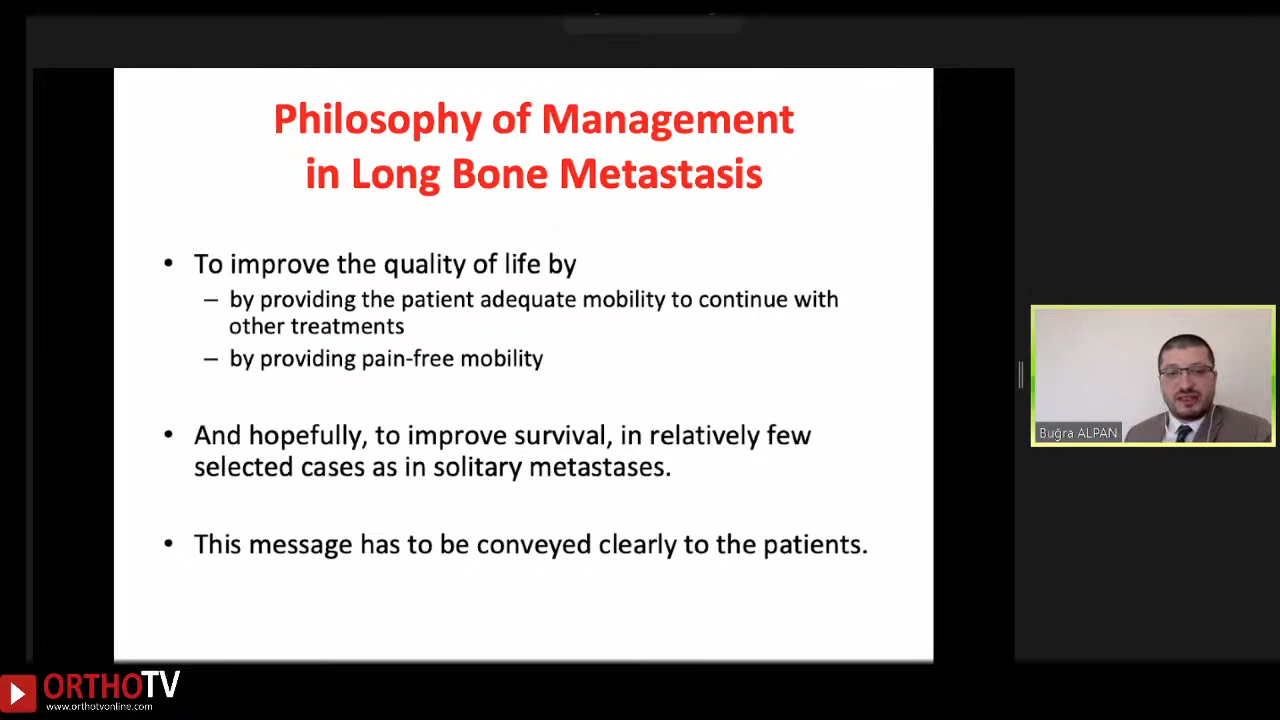 Philosophy of Management
in Long Bone Metastasis
• To improve the quality of life by
– by providing the patient adequate mobility to continue with
other treatments
– by providing pain-free mobility
• And hopefully, to improve survival, in relatively few
selected cases as in solitary metastases.
• This message has to be conveyed clearly to the patients.
Buğra ALPAN
ORTHOTV
www.orthotvonline.com